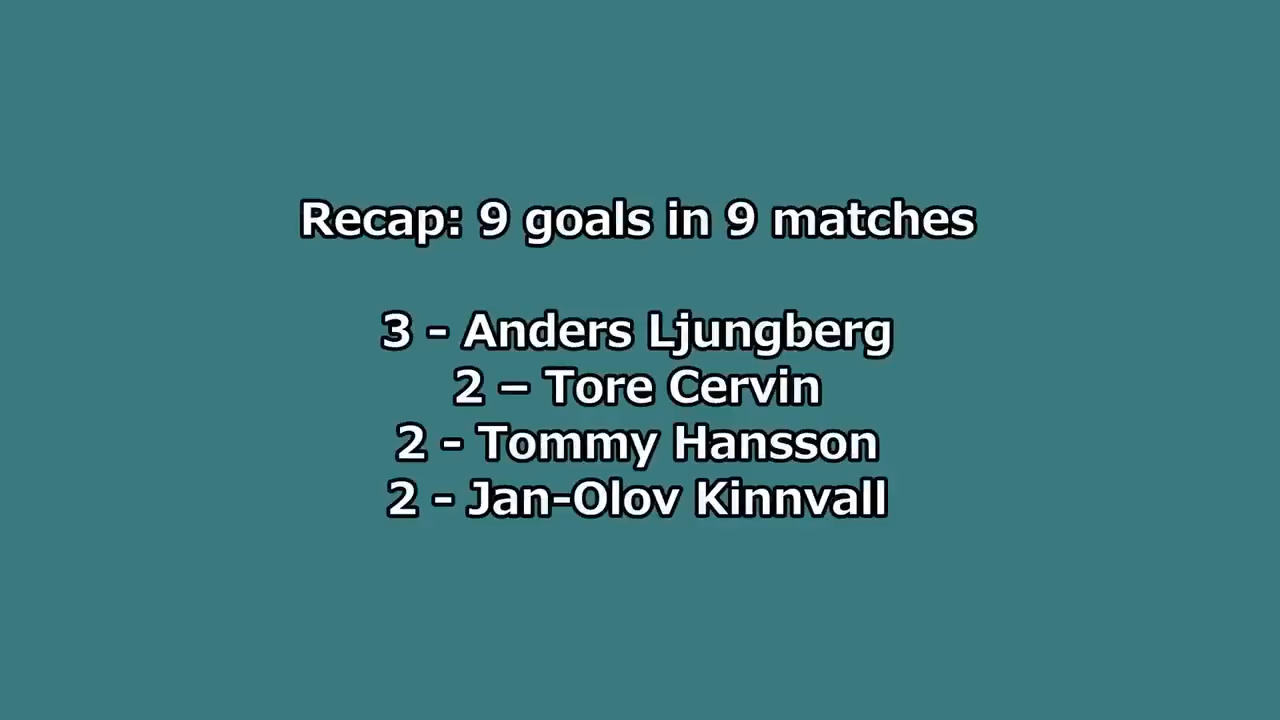 Recap: 9 goals in 9 matches
3 - Anders Ljungberg
2 – Tore Cervin
2 - Tommy Hansson
2 - Jan-Olov Kinnvall